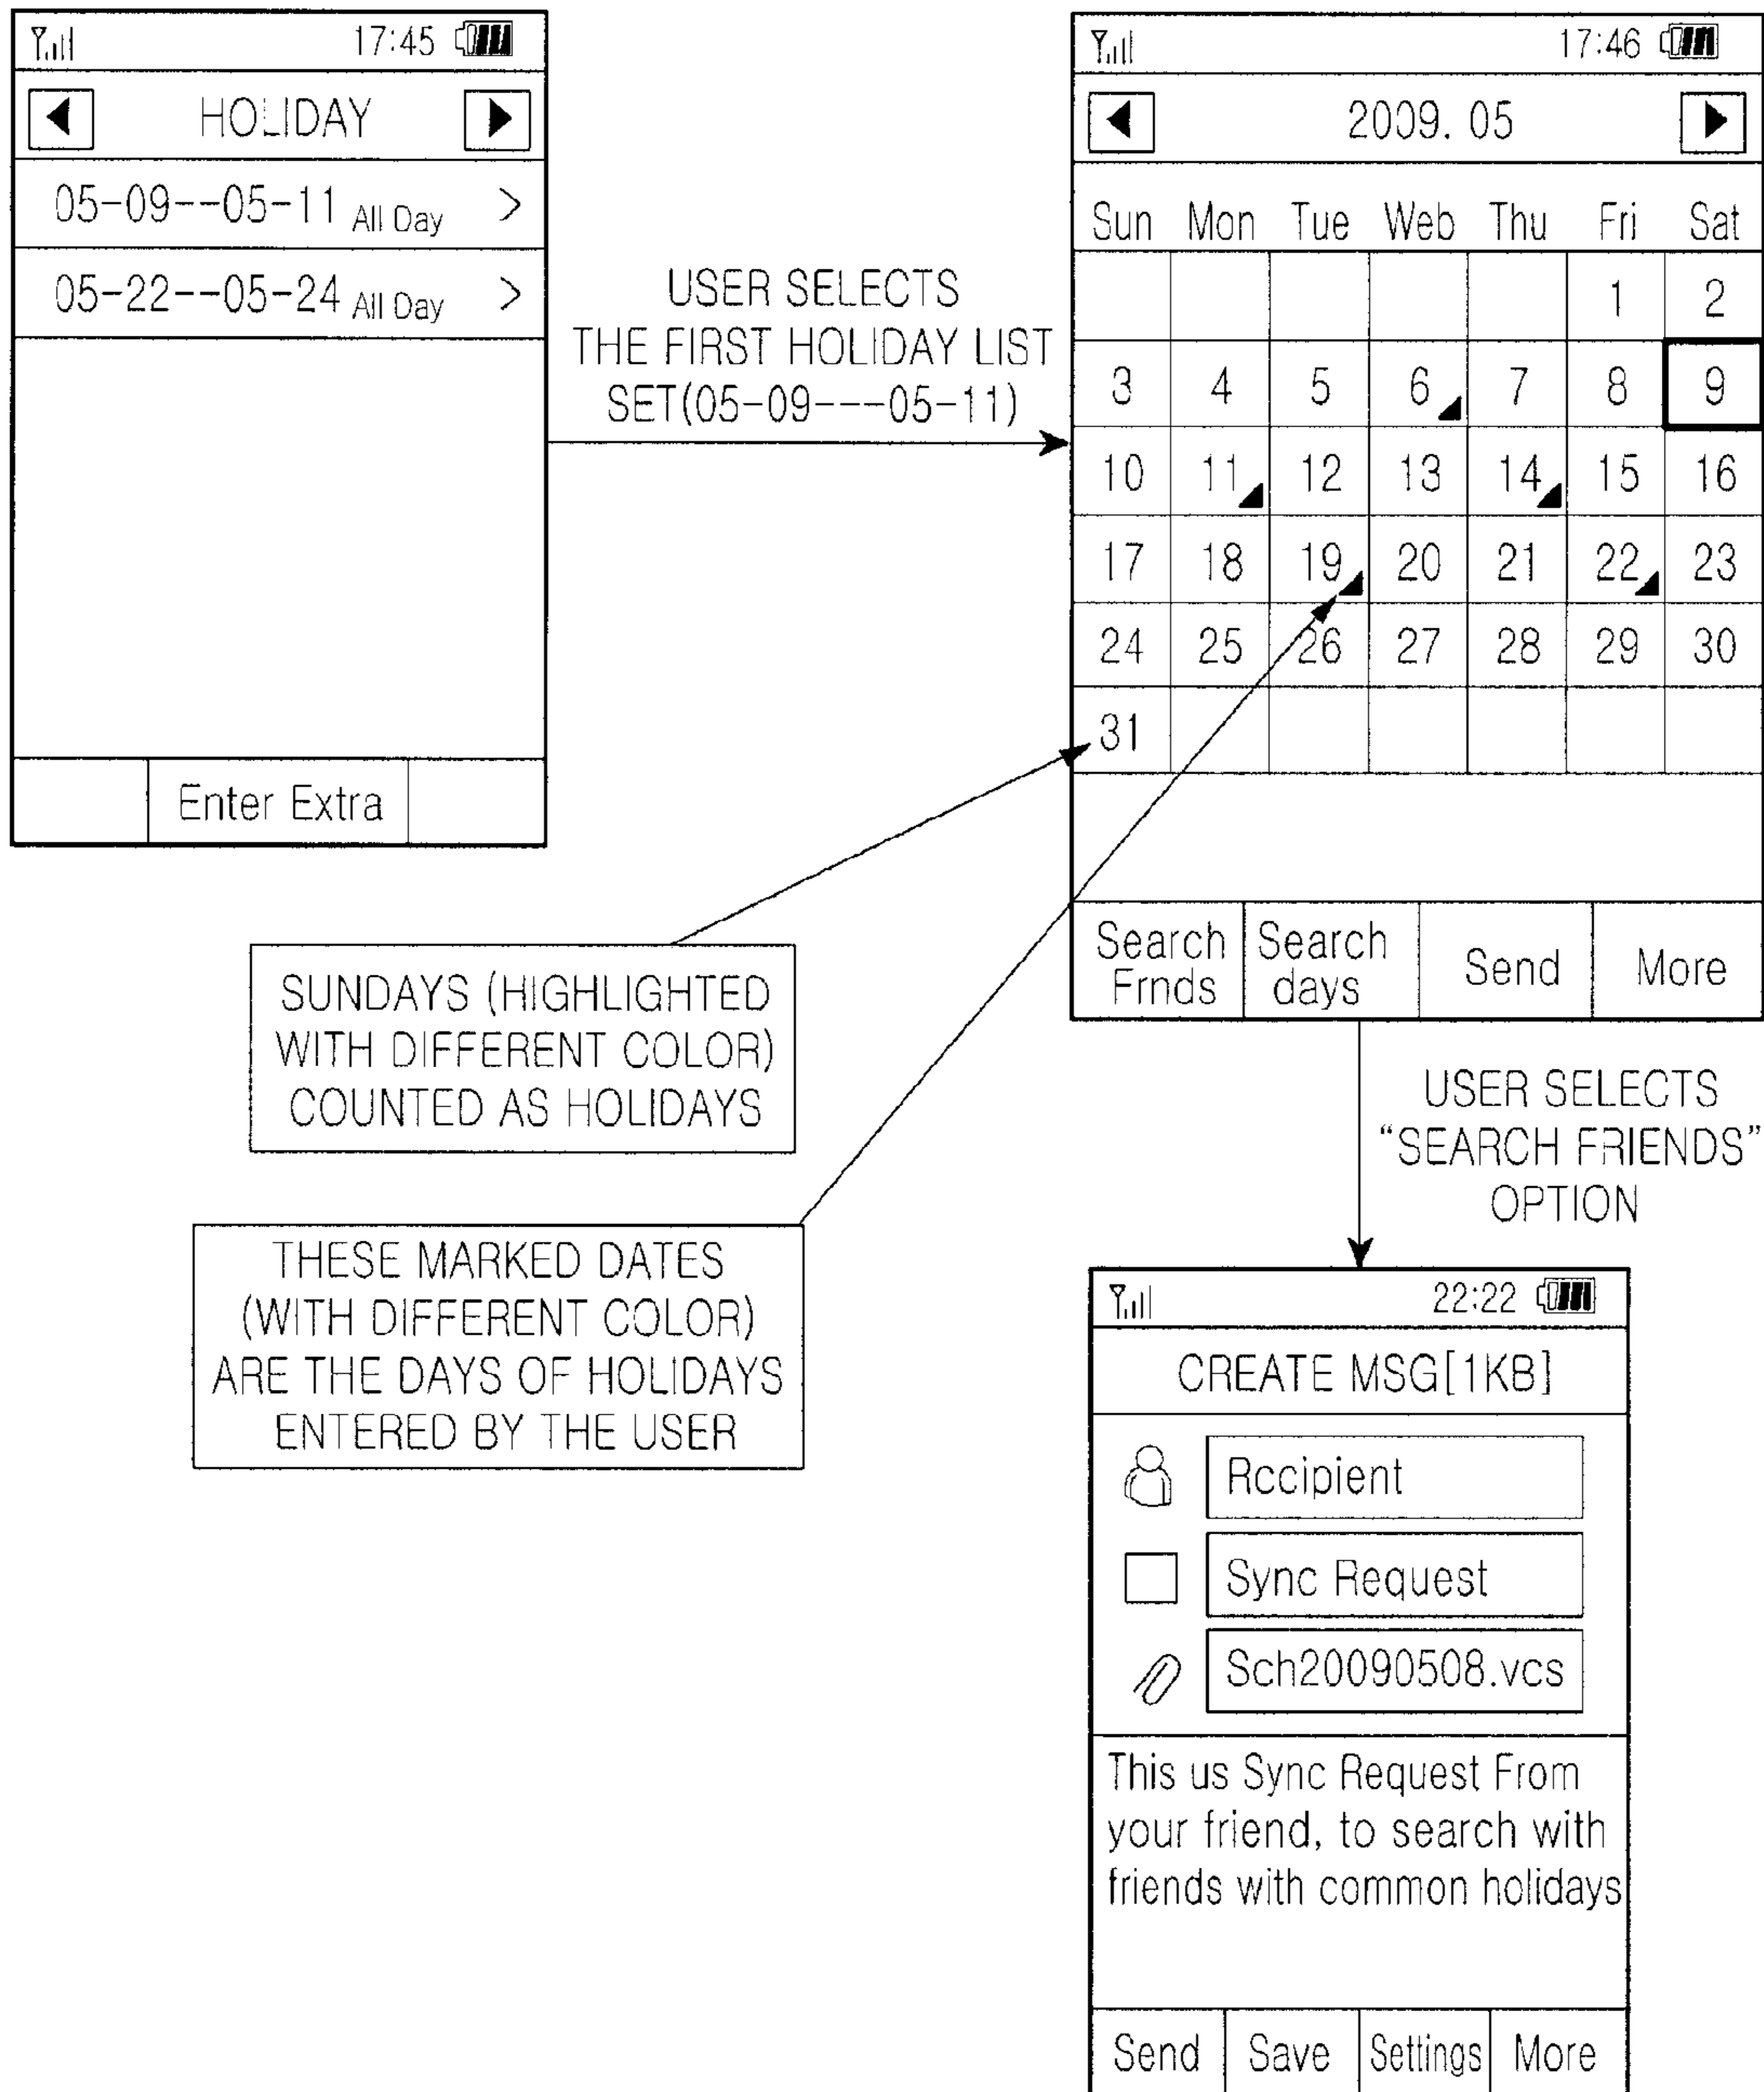 17:45
HOLIDAY
05-09--05-11 All Day >
05-22--05-24 All Day >
Enter Extra
USER SELECTS
THE FIRST HOLIDAY LIST
SET(05-09---05-11)
17:46
2009. 05
Sun Mon Tue Web Thu Fri Sat
1 2
3 4 5 6 7 8 9
10 11 12 13 14 15 16
17 18 19 20 21 22 23
24 25 26 27 28 29 30
31
Search Frnds
Search days
Send
More
SUNDAYS (HIGHLIGHTED
WITH DIFFERENT COLOR)
COUNTED AS HOLIDAYS
THESE MARKED DATES
(WITH DIFFERENT COLOR)
ARE THE DAYS OF HOLIDAYS
ENTERED BY THE USER
USER SELECTS
“SEARCH FRIENDS”
OPTION
22:22
CREATE MSG[1KB]
Rccipient
Sync Request
Sch20090508.vcs
This us Sync Request From
your friend, to search with
friends with common holidays
Send Save Settings More